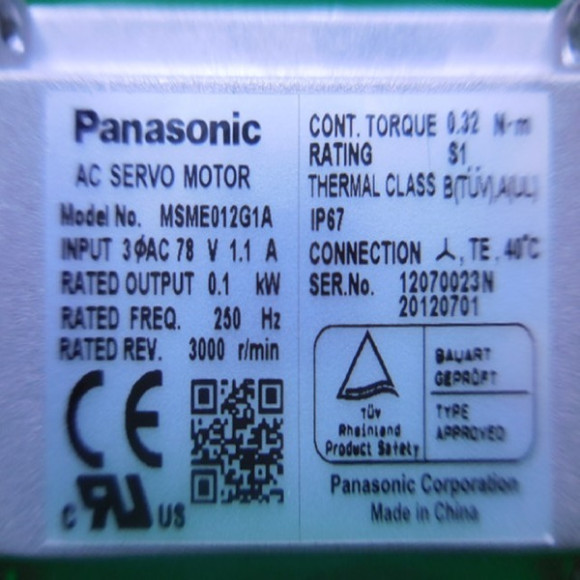 Panasonic
AC SERVO MOTOR
Model No. MSME012G1A
INPUT 3ϕAC 78 V 1.1 A
RATED OUTPUT 0.1 kW
RATED FREQ. 250 Hz
RATED REV. 3000 r/min
CE
c RU US
CONT. TORQUE 0.32 N·m
RATING S1
THERMAL CLASS B(TÜV),A(UL)
IP67
CONNECTION 人, TE, 40℃
SER.No. 12070023N
20120701
TÜV
Rheinland
Product Safety
BAUART
GEPRÜFT
TYPE
APPROVED
Panasonic Corporation
Made in China